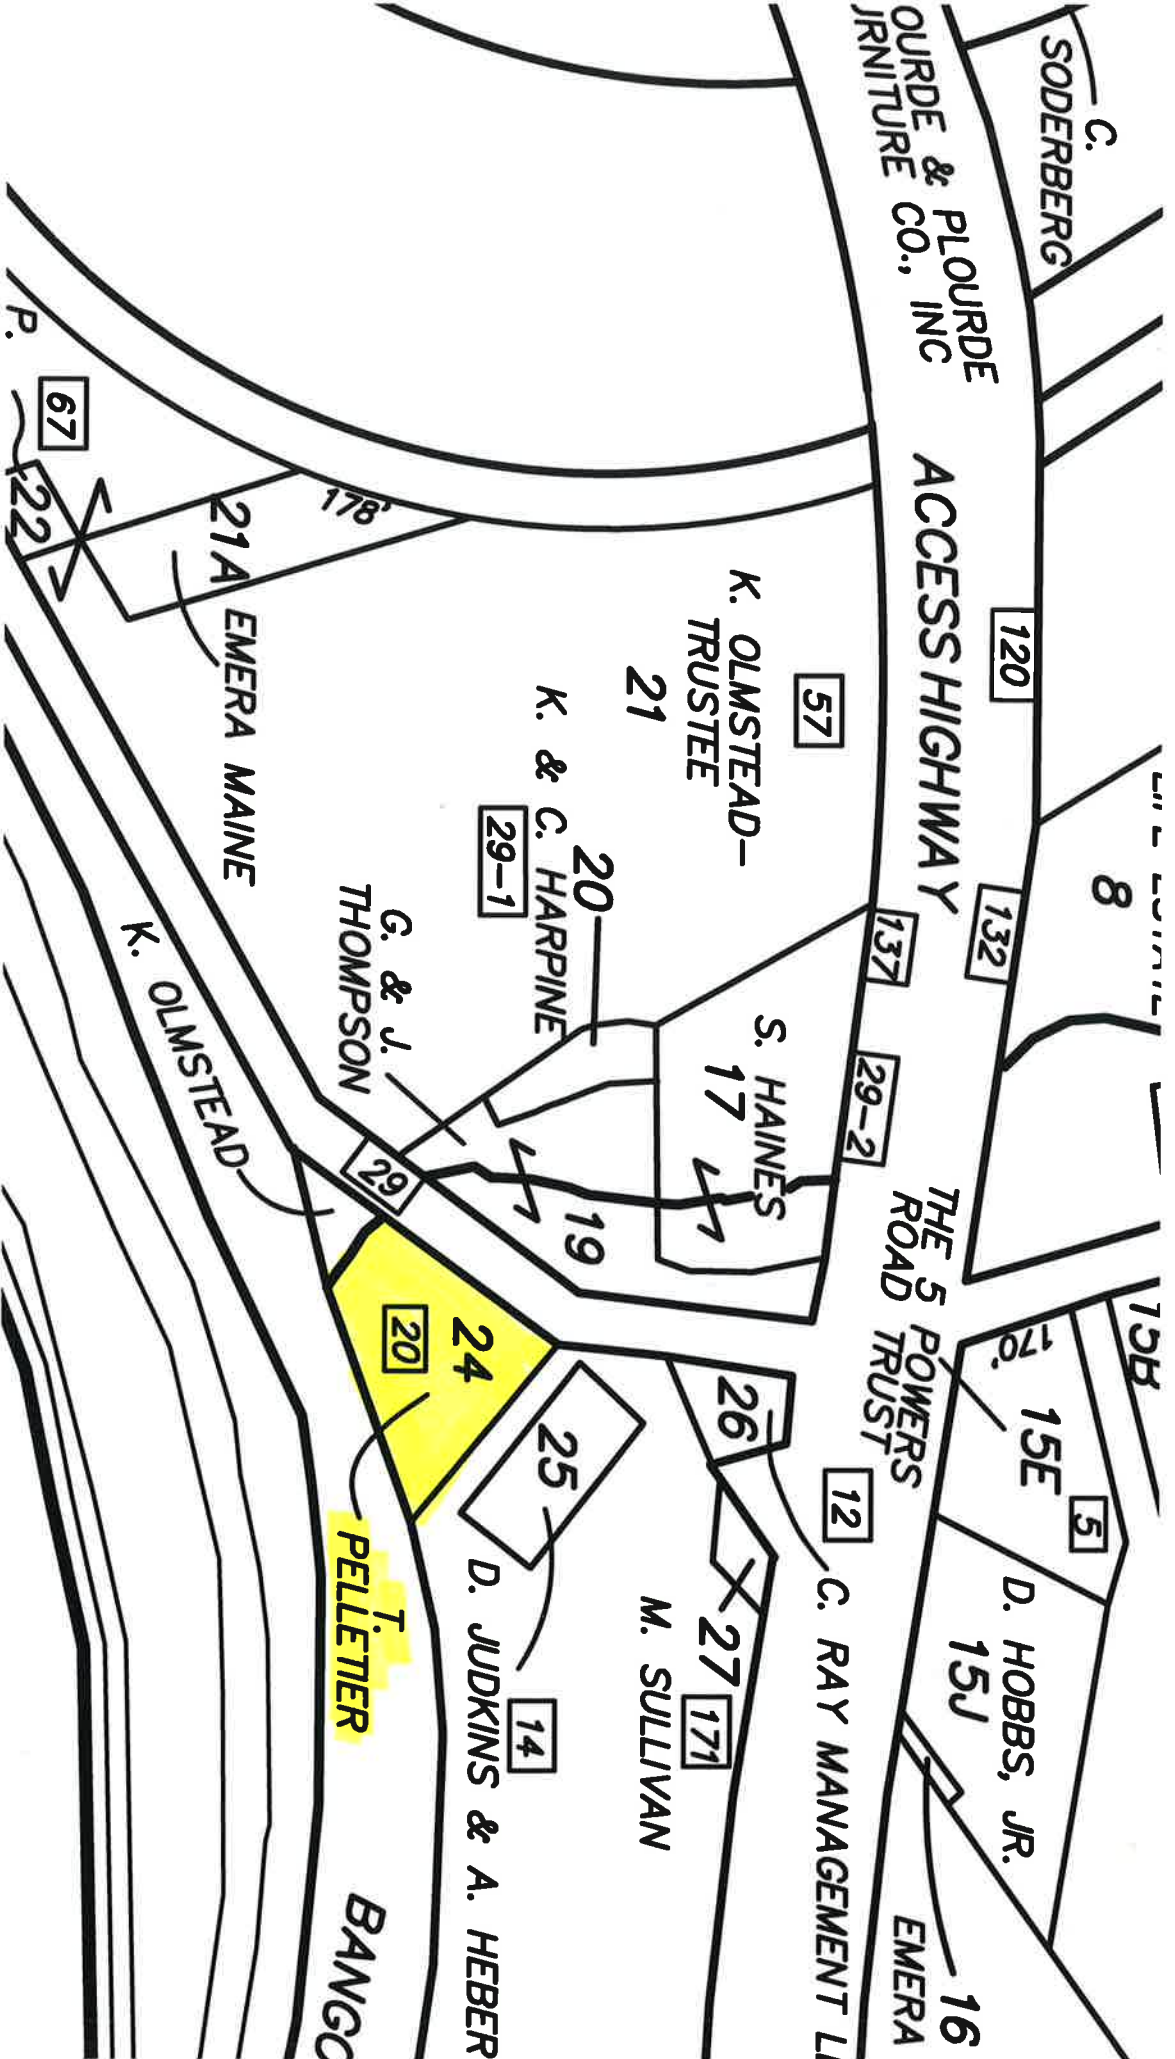 C.
SODERBERG
OURDE & PLOURDE
URNITURE CO., INC
ACCESS HIGHWAY
120
132
8
137
29-2
THE 5 POWERS
ROAD TRUST
15B
170'
15E
5
D. HOBBS, JR.
15J
16
EMERA
57
K. OLMSTEAD-
TRUSTEE
21
20
K. & C. HARPINE
29-1
S. HAINES
17
19
G. & J.
THOMPSON
29
26
12
C. RAY MANAGEMENT L
27
171
M. SULLIVAN
25
14
D. JUDKINS & A. HEBER
24
20
T.
PELLETIER
K. OLMSTEAD
178'
21A
EMERA MAINE
67
P.
22
BANGO